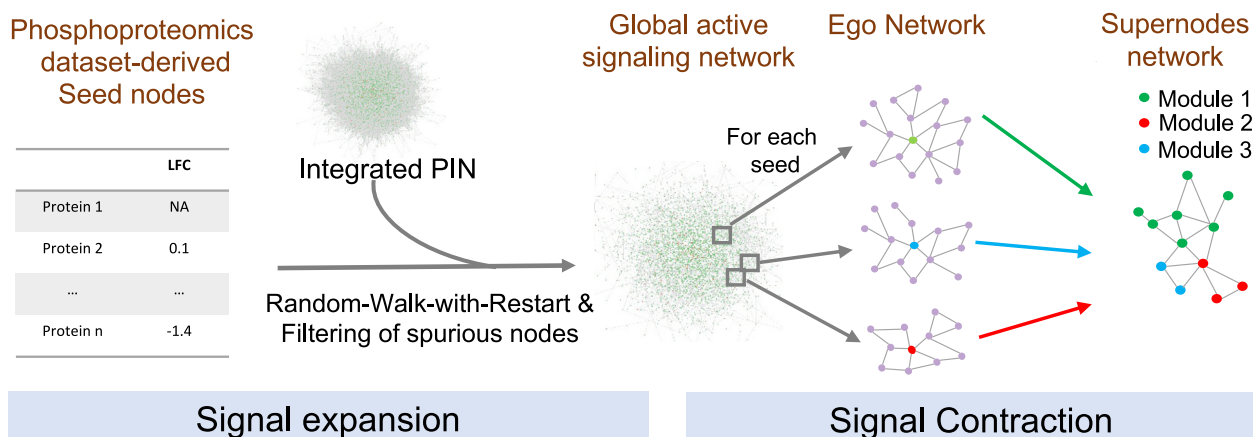 Phosphoproteomics
dataset-derived
Seed nodes
LFC
Protein 1 NA
Protein 2 0.1
... ...
Protein n -1.4
Integrated PIN
Random-Walk-with-Restart &
Filtering of spurious nodes
Signal expansion
Global active
signaling network
For each
seed
Ego Network
Supernodes
network
Module 1
Module 2
Module 3
Signal Contraction